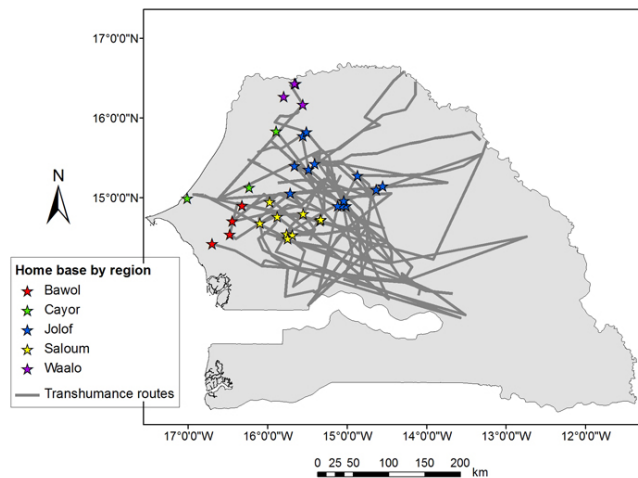 17°0'0"N
16°0'0"N
15°0'0"N
N
Home base by region
Bawol
Cayor
Jolof
Saloum
Waalo
Transhumance routes
17°0'0"W 16°0'0"W 15°0'0"W 14°0'0"W 13°0'0"W 12°0'0"W
0 25 50 100 150 200
km